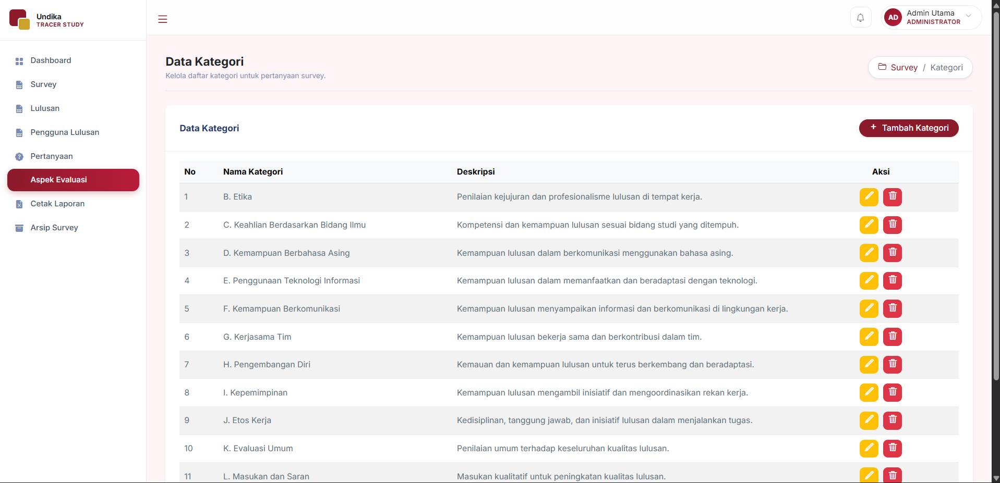 Undika
TRACER STUDY
Dashboard
Survey
Lulusan
Pengguna Lulusan
Pertanyaan
Aspek Evaluasi
Cetak Laporan
Arsip Survey
AD
Admin Utama
ADMINISTRATOR
Data Kategori
Kelola daftar kategori untuk pertanyaan survey.
Survey / Kategori
Data Kategori
+ Tambah Kategori
No Nama Kategori Deskripsi Aksi
1 B. Etika Penilaian kejujuran dan profesionalisme lulusan di tempat kerja.
2 C. Keahlian Berdasarkan Bidang Ilmu Kompetensi dan kemampuan lulusan sesuai bidang studi yang ditempuh.
3 D. Kemampuan Berbahasa Asing Kemampuan lulusan dalam berkomunikasi menggunakan bahasa asing.
4 E. Penggunaan Teknologi Informasi Kemampuan lulusan dalam memanfaatkan dan beradaptasi dengan teknologi.
5 F. Kemampuan Berkomunikasi Kemampuan lulusan menyampaikan informasi dan berkomunikasi di lingkungan kerja.
6 G. Kerjasama Tim Kemampuan lulusan bekerja sama dan berkontribusi dalam tim.
7 H. Pengembangan Diri Kemauan dan kemampuan lulusan untuk terus berkembang dan beradaptasi.
8 I. Kepemimpinan Kemampuan lulusan mengambil inisiatif dan mengoordinasikan rekan kerja.
9 J. Etos Kerja Kedisiplinan, tanggung jawab, dan inisiatif lulusan dalam menjalankan tugas.
10 K. Evaluasi Umum Penilaian umum terhadap keseluruhan kualitas lulusan.
11 L. Masukan dan Saran Masukan kualitatif untuk peningkatan kualitas lulusan.